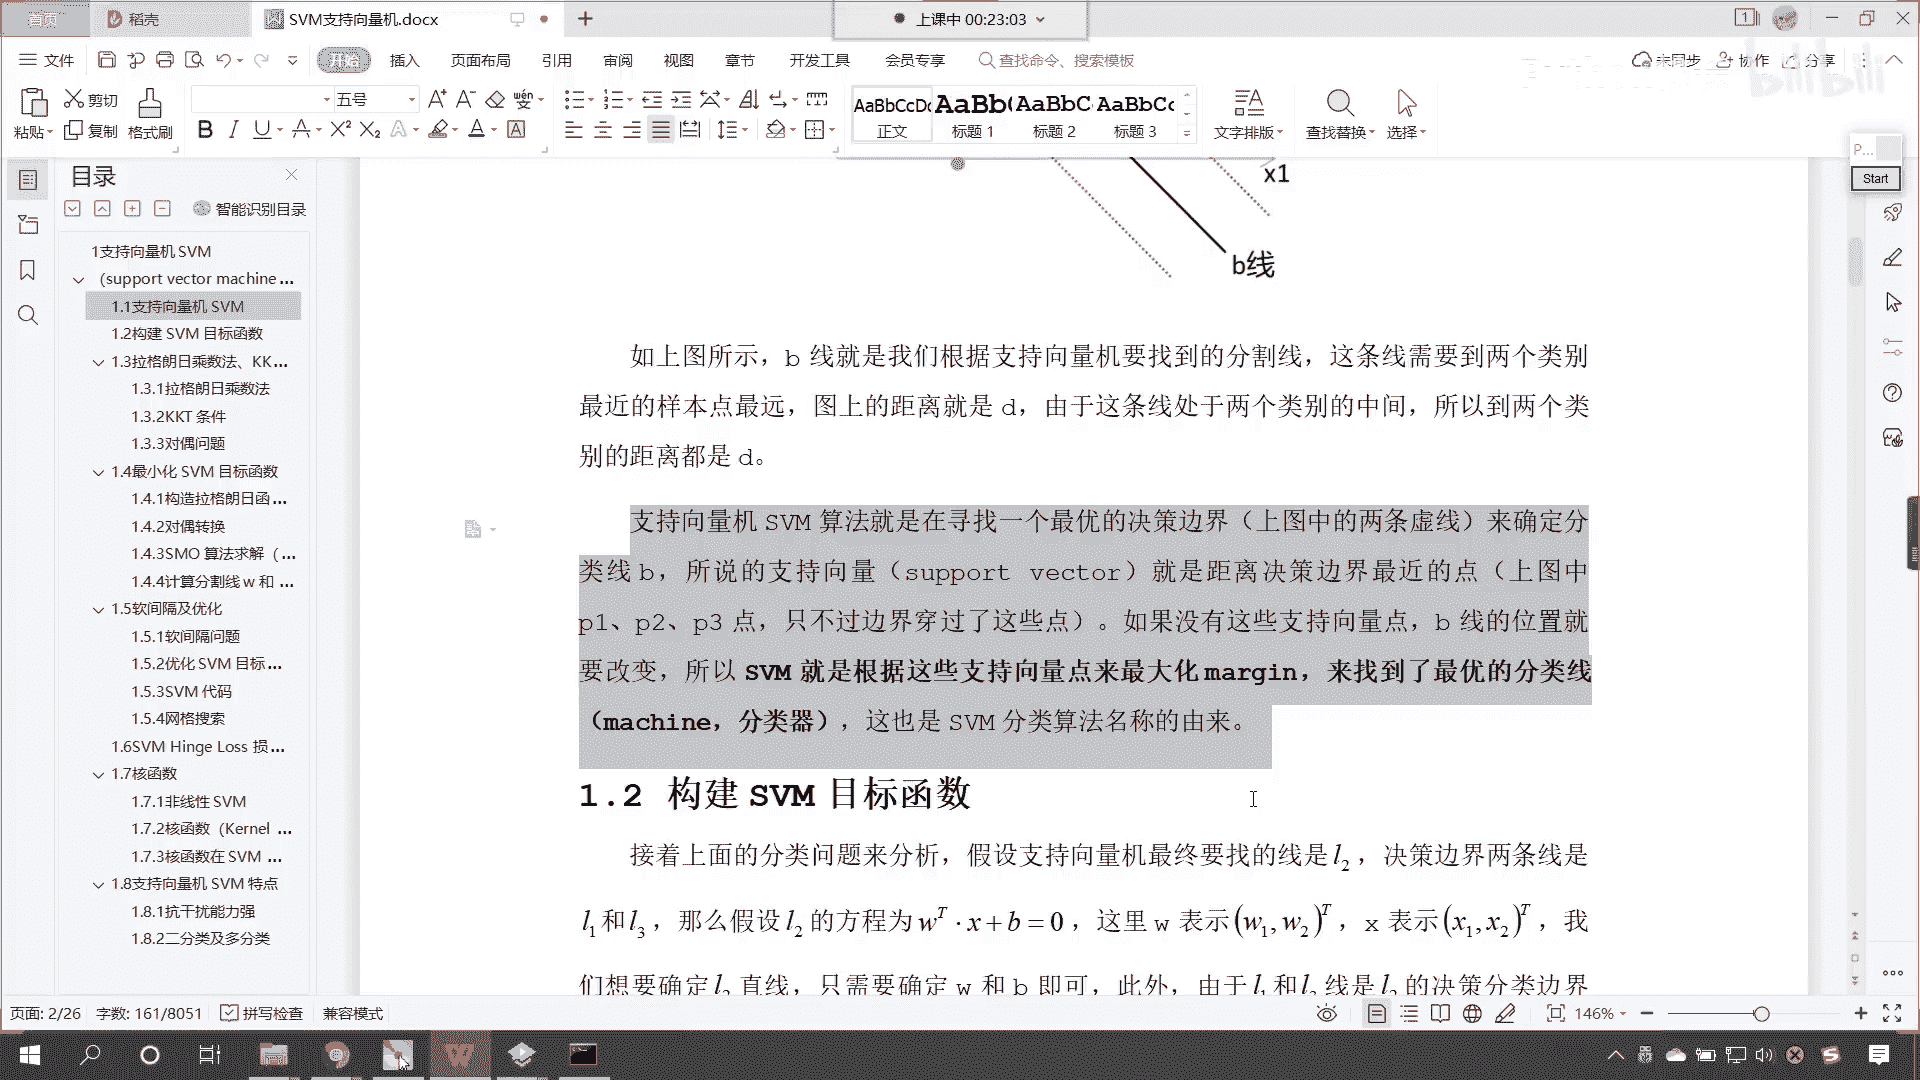 首页
稻壳
SVM支持向量机.docx
上课中 00:23:03
文件
开始
插入
页面布局
引用
审阅
视图
章节
开发工具
会员专享
查找命令、搜索模板
未同步
协作
分享
bilibili
粘贴
剪切
复制
格式刷
五号
AaBbCcDd
正文
AaBb(
标题 1
AaBbC
标题 2
AaBbCc
标题 3
文字排版
查找替换
选择
P...
Start
目录
智能识别目录
1支持向量机 SVM
(support vector machine ...
1.1支持向量机 SVM
1.2构建 SVM 目标函数
1.3拉格朗日乘数法、KK...
1.3.1拉格朗日乘数法
1.3.2KKT 条件
1.3.3对偶问题
1.4最小化 SVM 目标函数
1.4.1构造拉格朗日函 ...
1.4.2对偶转换
1.4.3SMO 算法求解（ ...
1.4.4计算分割线 w 和 ...
1.5软间隔及优化
1.5.1软间隔问题
1.5.2优化 SVM 目标...
1.5.3SVM 代码
1.5.4网格搜索
1.6SVM Hinge Loss 损...
1.7核函数
1.7.1非线性 SVM
1.7.2核函数（Kernel ...
1.7.3核函数在 SVM ...
1.8支持向量机 SVM 特点
1.8.1抗干扰能力强
1.8.2二分类及多分类
x1
b线
如上图所示，b 线就是我们根据支持向量机要找到的分割线，这条线需要到两个类别
最近的样本点最远，图上的距离就是 d，由于这条线处于两个类别的中间，所以到两个类
别的距离都是 d。
支持向量机 SVM 算法就是在寻找一个最优的决策边界（上图中的两条虚线）来确定分
类线 b，所说的支持向量（support vector）就是距离决策边界最近的点（上图中
p1、p2、p3 点，只不过边界穿过了这些点）。如果没有这些支持向量点，b 线的位置就
要改变，所以 SVM 就是根据这些支持向量点来最大化 margin，来找到了最优的分类线
（machine，分类器），这也是 SVM 分类算法名称的由来。
1.2 构建 SVM 目标函数
接着上面的分类问题来分析，假设支持向量机最终要找的线是 l₂，决策边界两条线是
l₁和 l₃，那么假设 l₂ 的方程为 wᵀ · x + b = 0，这里 w 表示 (w₁, w₂)ᵀ，x 表示 (x₁, x₂)ᵀ，我
们想要确定 l₂ 直线，只需要确定 w 和 b 即可，此外，由于 l₁ 和 l₃ 线是 l₂ 的决策分类边界
页面: 2/26
字数: 161/8051
拼写检查
兼容模式
146%